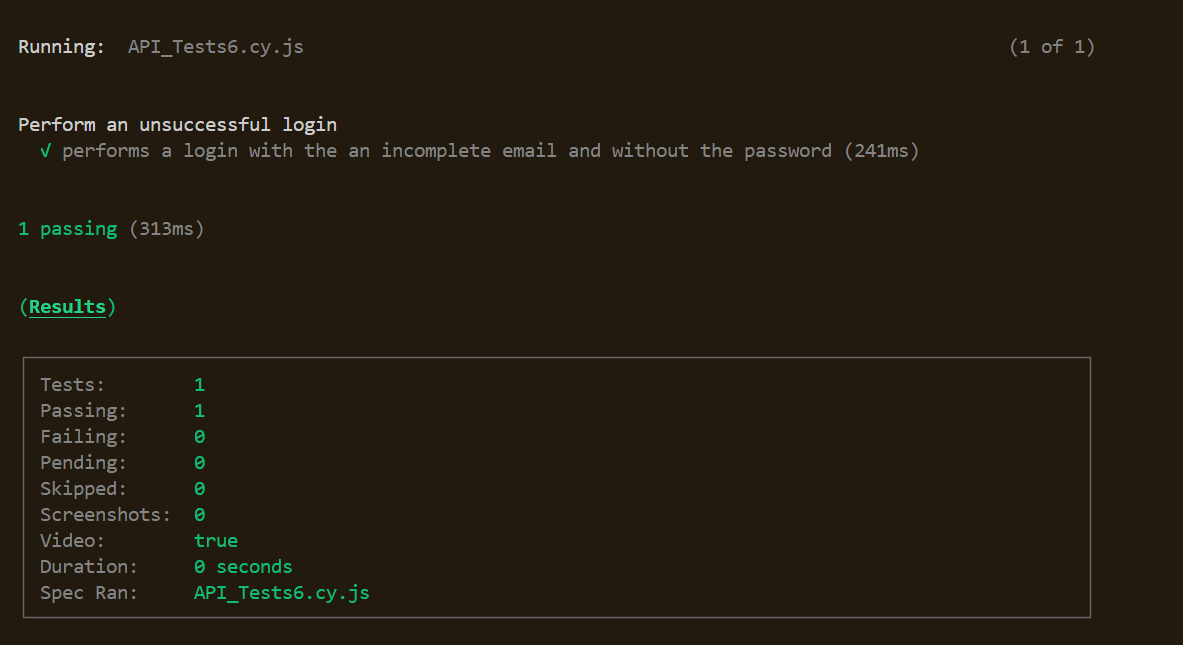 Running: API_Tests6.cy.js (1 of 1)
Perform an unsuccessful login
√ performs a login with the an incomplete email and without the password (241ms)
1 passing (313ms)
(Results)
Tests: 1
Passing: 1
Failing: 0
Pending: 0
Skipped: 0
Screenshots: 0
Video: true
Duration: 0 seconds
Spec Ran: API_Tests6.cy.js